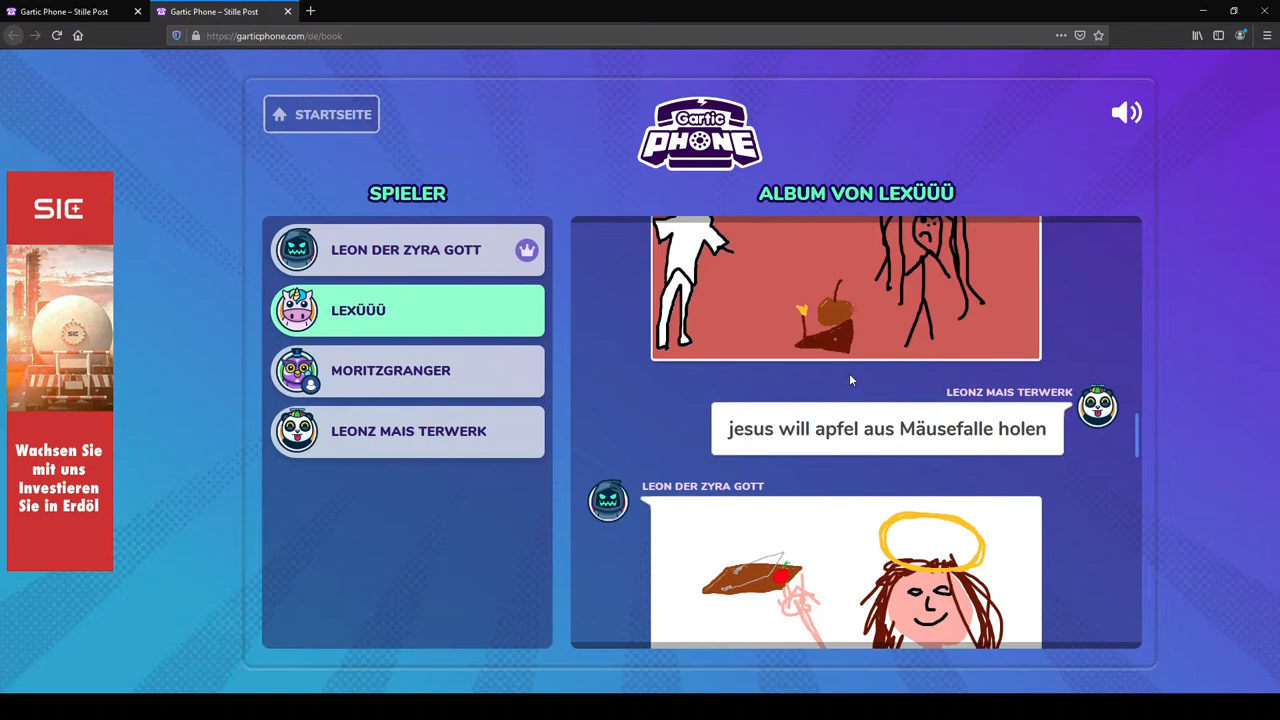 Gartic Phone – Stille Post
Gartic Phone – Stille Post
https://garticphone.com/de/book
STARTSEITE
Gartic
PHONE
SPIELER
ALBUM VON LEXÜÜÜ
LEON DER ZYRA GOTT
LEXÜÜÜ
MORITZGRANGER
LEONZ MAIS TERWERK
LEONZ MAIS TERWERK
jesus will apfel aus Mäusefalle holen
LEON DER ZYRA GOTT
Wachsen Sie
mit uns
Investieren
Sie in Erdöl